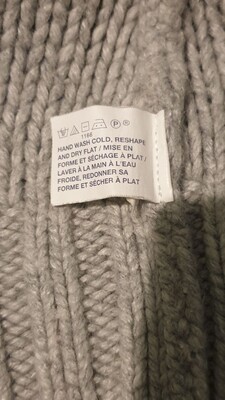 P
1166
HAND WASH COLD, RESHAPE
AND DRY FLAT / MISE EN
FORME ET SÉCHAGE À PLAT /
LAVER À LA MAIN À L'EAU
FROIDE, REDONNER SA
FORME ET SÉCHER À PLAT